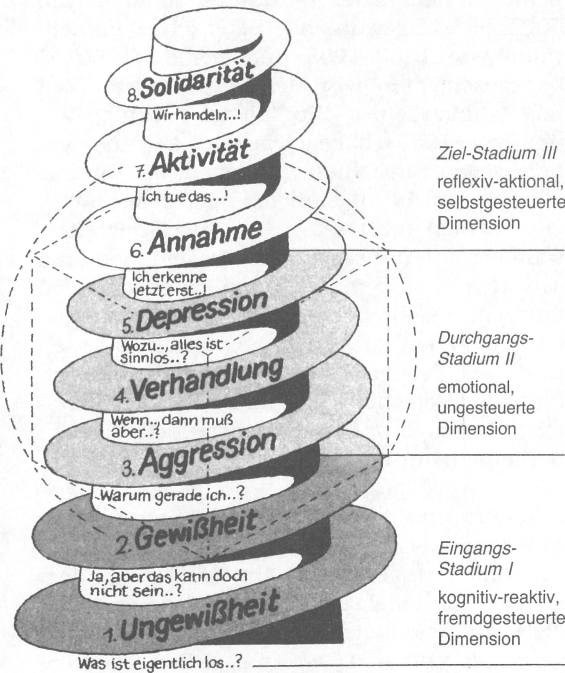 8. Solidarität
Wir handeln..!
7. Aktivität
Ich tue das..!
6. Annahme
Ich erkenne
jetzt erst..!
5. Depression
Wozu.., alles ist
sinnlos..?
4. Verhandlung
Wenn.., dann muß
aber..?
3. Aggression
Warum gerade ich..?
2. Gewißheit
Ja, aber das kann doch
nicht sein..?
1. Ungewißheit
Was ist eigentlich los..?
Ziel-Stadium III
reflexiv-aktional,
selbstgesteuerte
Dimension
Durchgangs-
Stadium II
emotional,
ungesteuerte
Dimension
Eingangs-
Stadium I
kognitiv-reaktiv,
fremdgesteuerte
Dimension